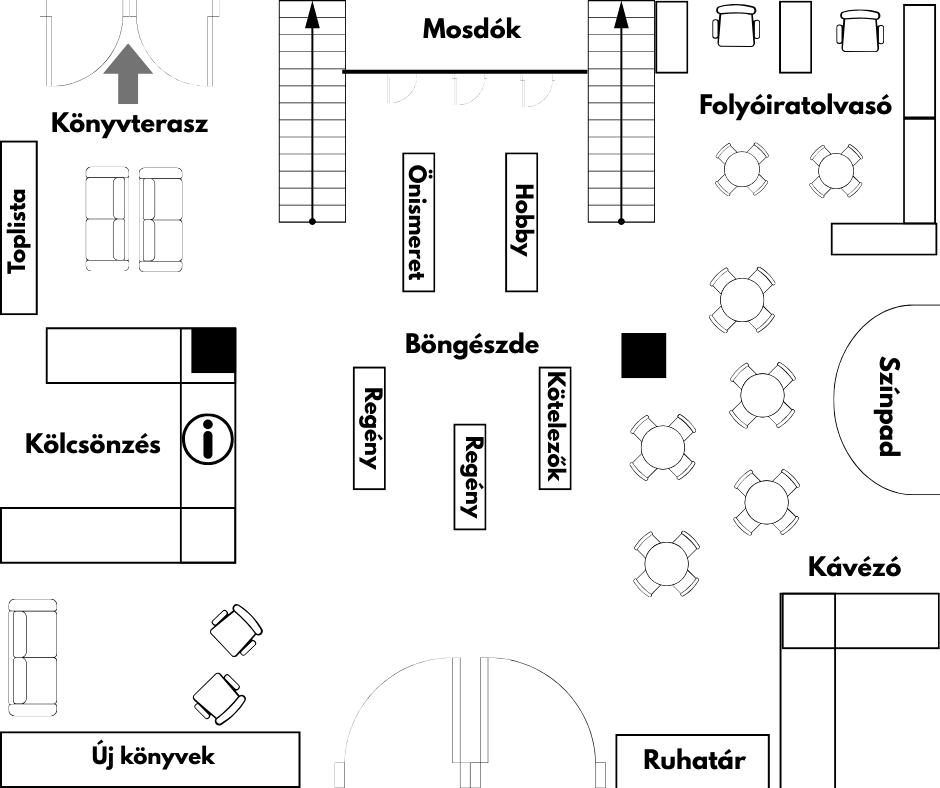 Mosdók
Folyóiratolvasó
Könyvterasz
Toplista
Önismeret
Hobby
Böngészde
Regény
Regény
Kötelezők
Színpad
Kölcsönzés
i
Kávézó
Új könyvek
Ruhatár